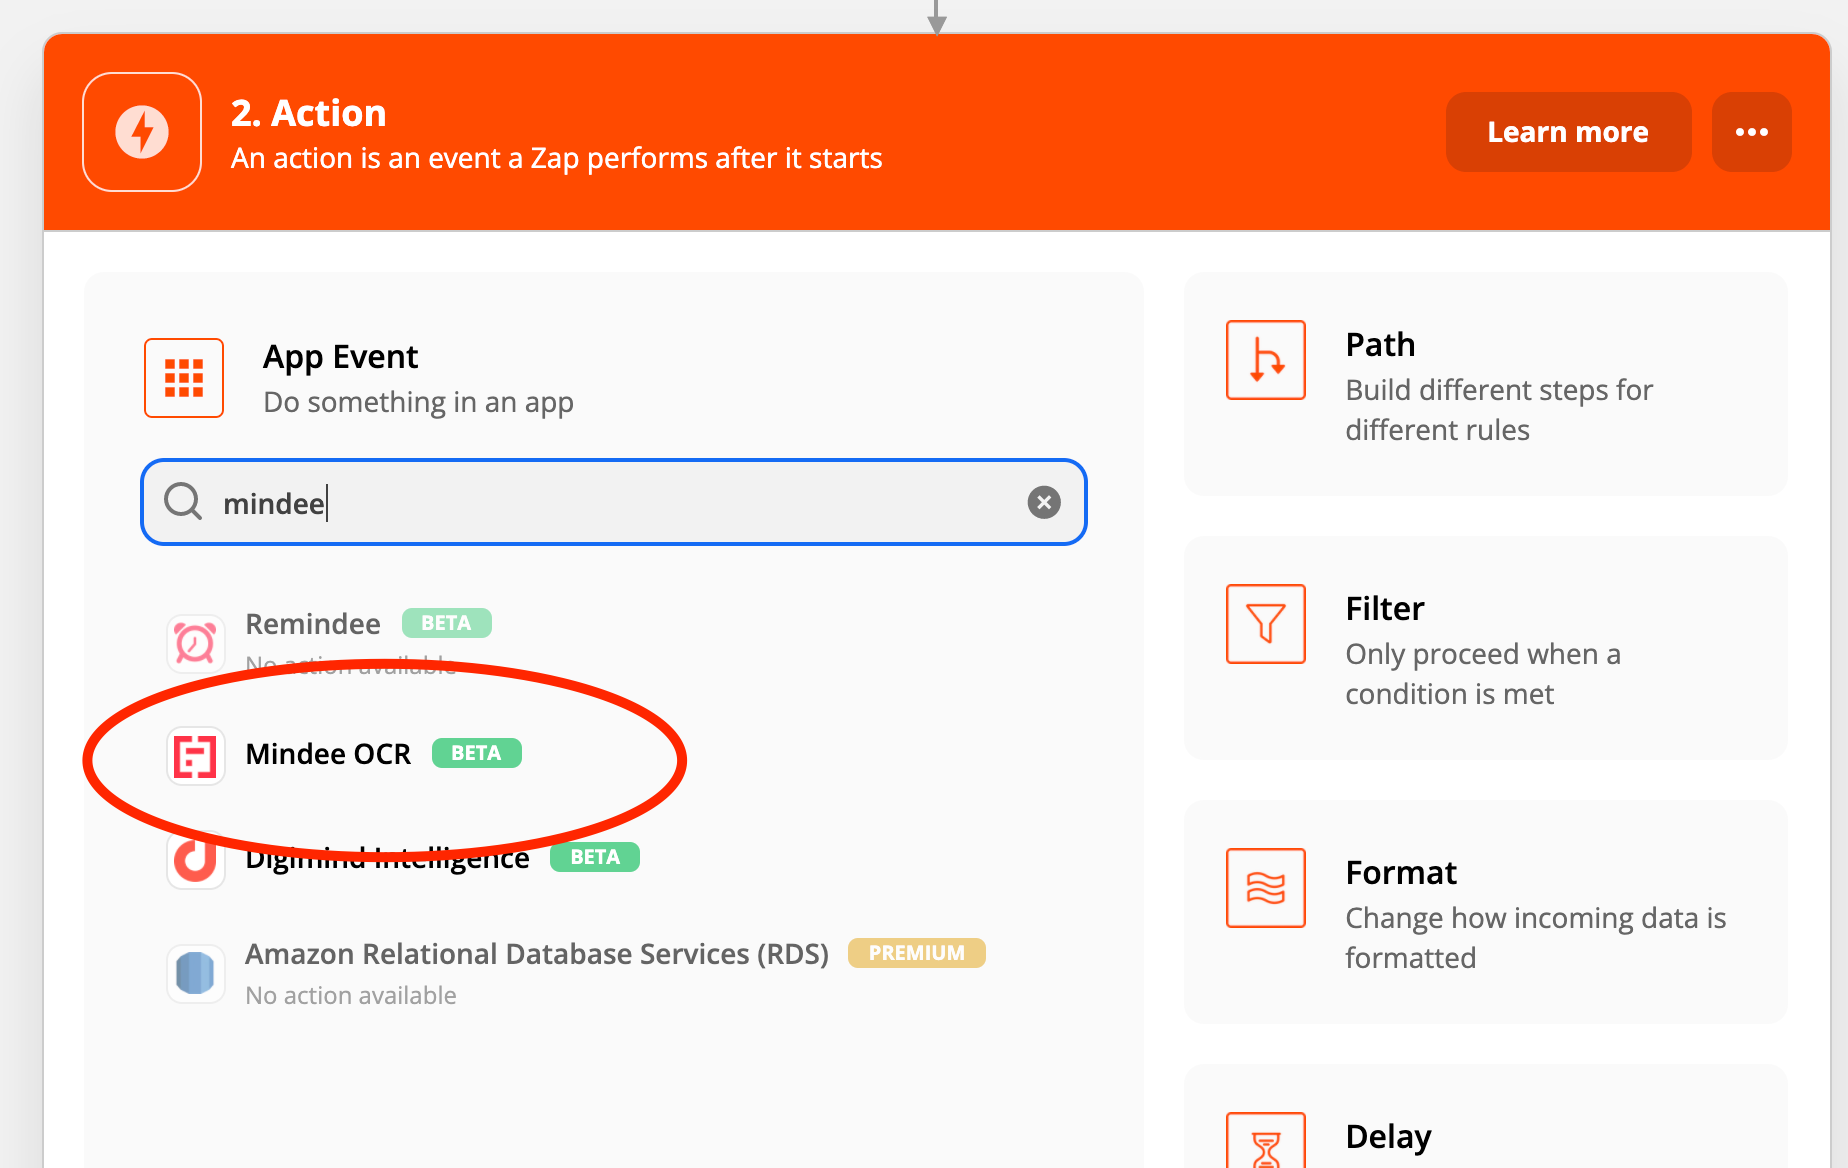 2. Action
An action is an event a Zap performs after it starts
Learn more
App Event
Do something in an app
mindee
Remindee BETA
No action available
Mindee OCR BETA
Digimind Intelligence BETA
Amazon Relational Database Services (RDS) PREMIUM
No action available
Path
Build different steps for
different rules
Filter
Only proceed when a
condition is met
Format
Change how incoming data is
formatted
Delay